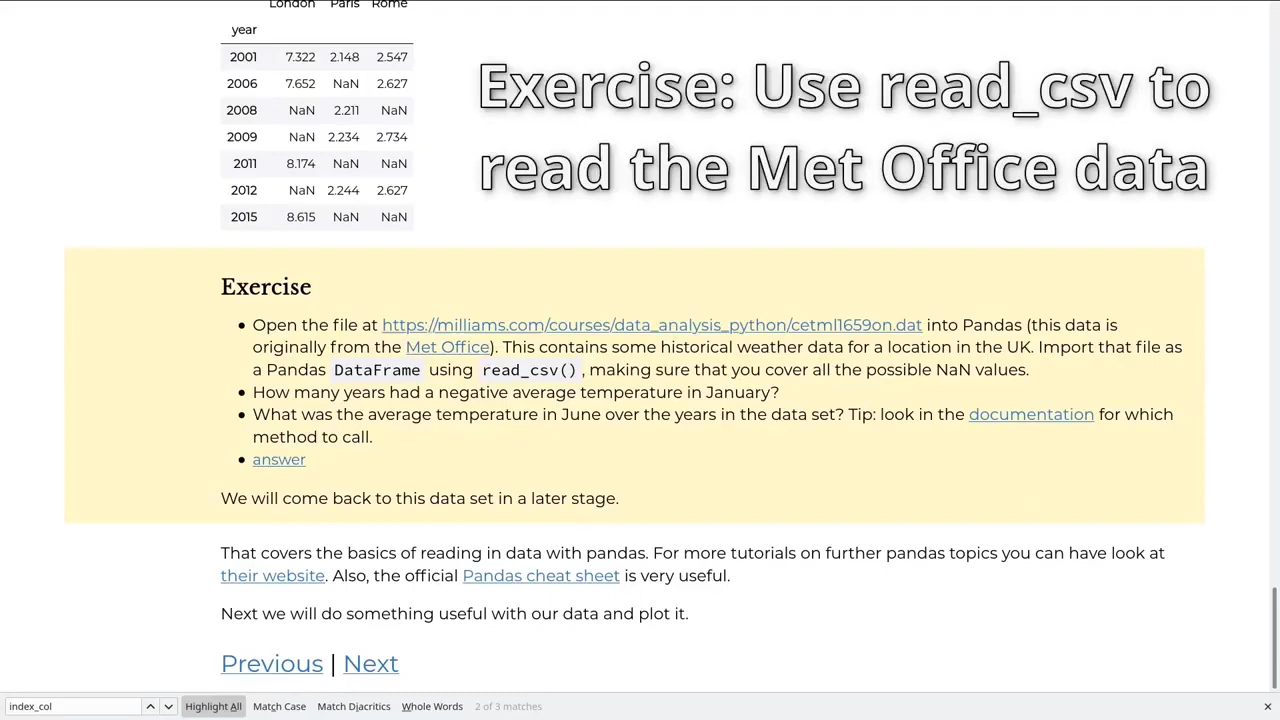 London Paris Rome
year
2001 7.322 2.148 2.547
2006 7.652 NaN 2.627
2008 NaN 2.211 NaN
2009 NaN 2.234 2.734
2011 8.174 NaN NaN
2012 NaN 2.244 2.627
2015 8.615 NaN NaN
Exercise: Use read_csv to
read the Met Office data
Exercise
• Open the file at https://milliams.com/courses/data_analysis_python/cetml1659on.dat into Pandas (this data is
originally from the Met Office). This contains some historical weather data for a location in the UK. Import that file as
a Pandas DataFrame using read_csv(), making sure that you cover all the possible NaN values.
• How many years had a negative average temperature in January?
• What was the average temperature in June over the years in the data set? Tip: look in the documentation for which
method to call.
• answer
We will come back to this data set in a later stage.
That covers the basics of reading in data with pandas. For more tutorials on further pandas topics you can have look at
their website. Also, the official Pandas cheat sheet is very useful.
Next we will do something useful with our data and plot it.
Previous | Next
index_col Highlight All Match Case Match Diacritics Whole Words 2 of 3 matches